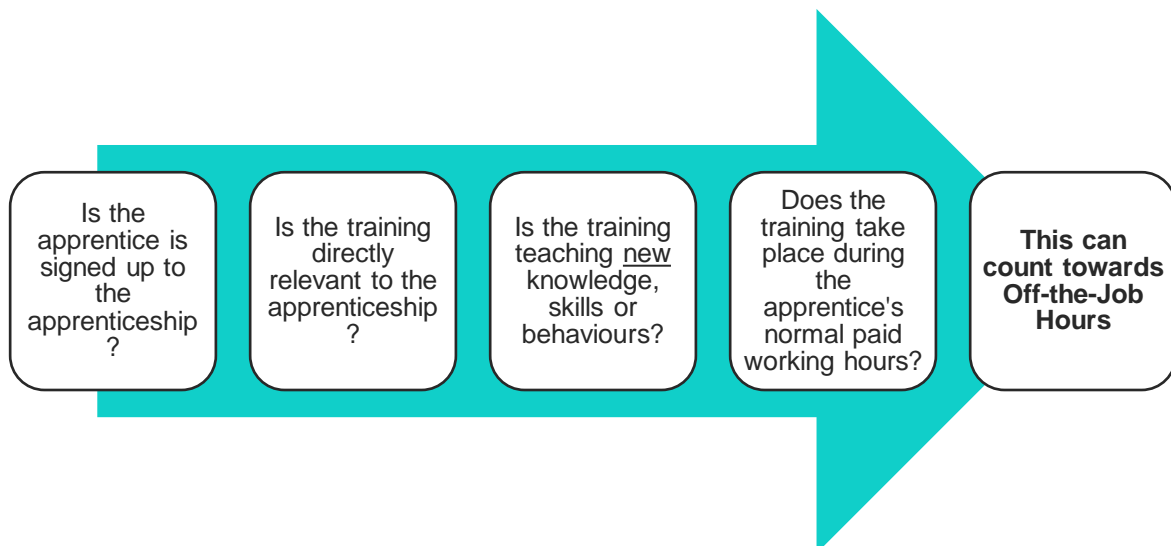 Is the
apprentice is
signed up to
the
apprenticeship
?
Is the training
directly
relevant to the
apprenticeship
?
Is the training
teaching new
knowledge,
skills or
behaviours?
Does the
training take
place during
the
apprentice's
normal paid
working hours?
This can
count towards
Off-the-Job
Hours